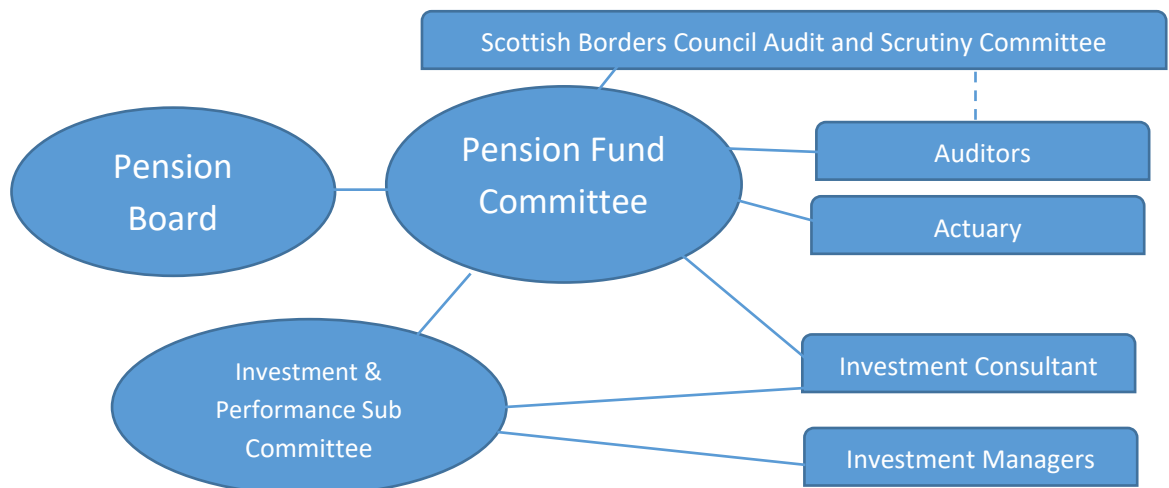 Scottish Borders Council Audit and Scrutiny Committee
Pension
Board
Pension Fund
Committee
Auditors
Actuary
Investment &
Performance Sub
Committee
Investment Consultant
Investment Managers